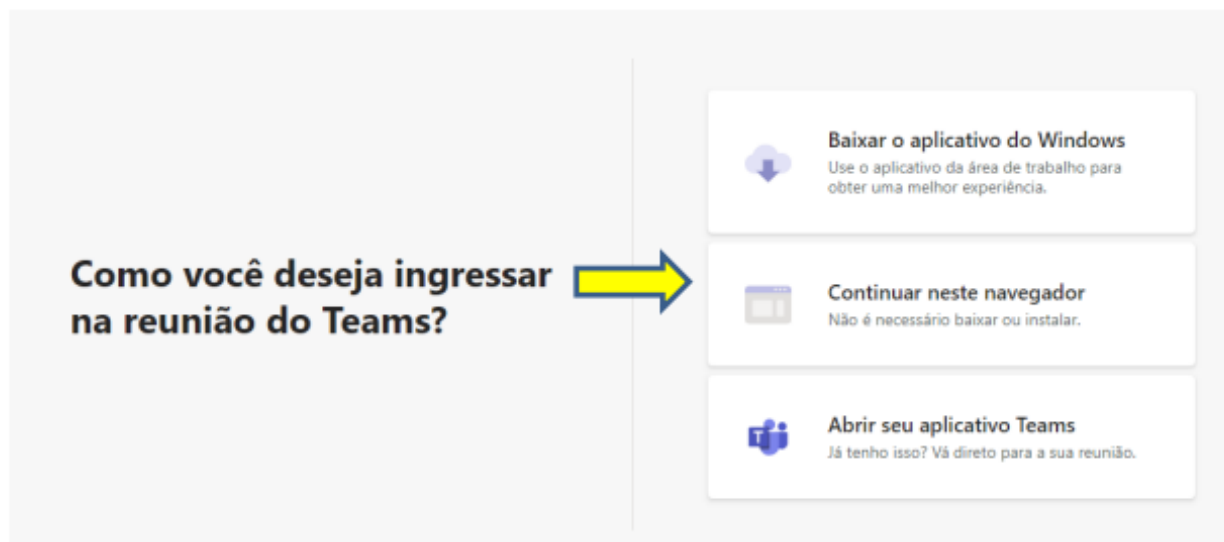 Como você deseja ingressar
na reunião do Teams?
Baixar o aplicativo do Windows
Use o aplicativo da área de trabalho para
obter uma melhor experiência.
Continuar neste navegador
Não é necessário baixar ou instalar.
Abrir seu aplicativo Teams
Já tenho isso? Vá direto para a sua reunião.